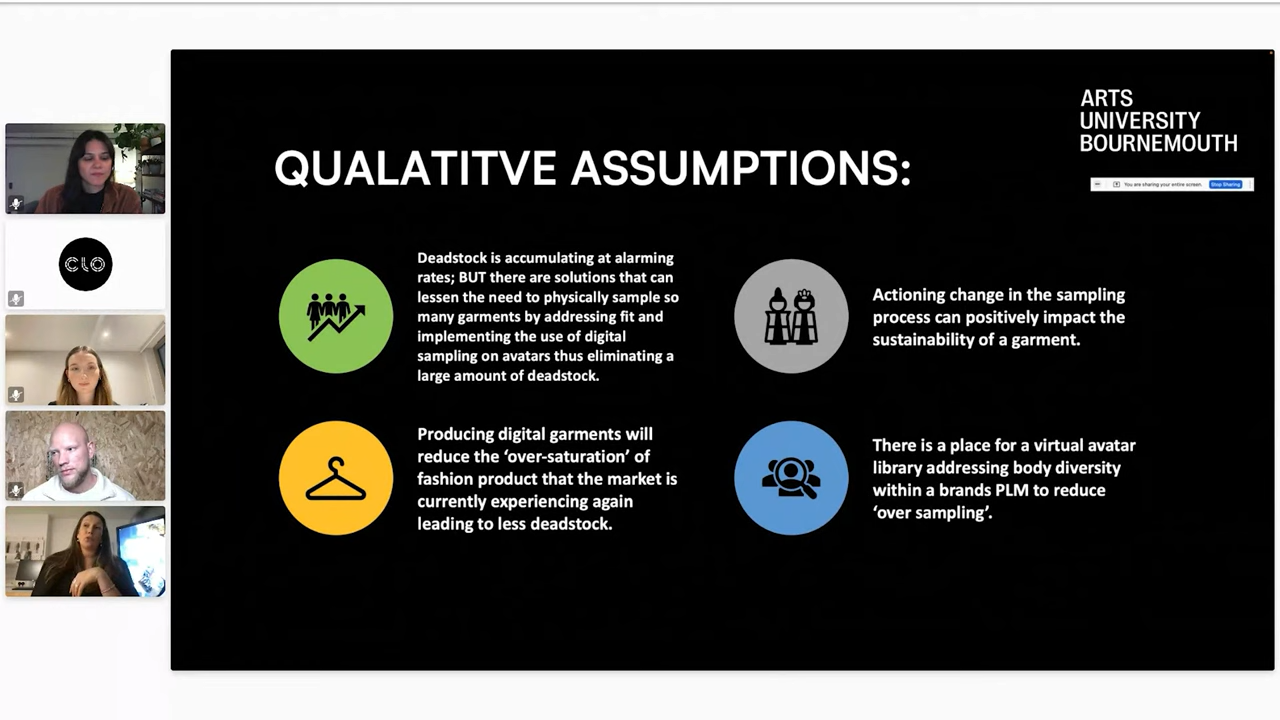 ARTS
UNIVERSITY
BOURNEMOUTH
You are sharing your entire screen.
Stop Sharing
QUALATITVE ASSUMPTIONS:
CLO
Deadstock is accumulating at alarming
rates; BUT there are solutions that can
lessen the need to physically sample so
many garments by addressing fit and
implementing the use of digital
sampling on avatars thus eliminating a
large amount of deadstock.
Actioning change in the sampling
process can positively impact the
sustainability of a garment.
Producing digital garments will
reduce the ‘over-saturation’ of
fashion product that the market is
currently experiencing again
leading to less deadstock.
There is a place for a virtual avatar
library addressing body diversity
within a brands PLM to reduce
‘over sampling’.